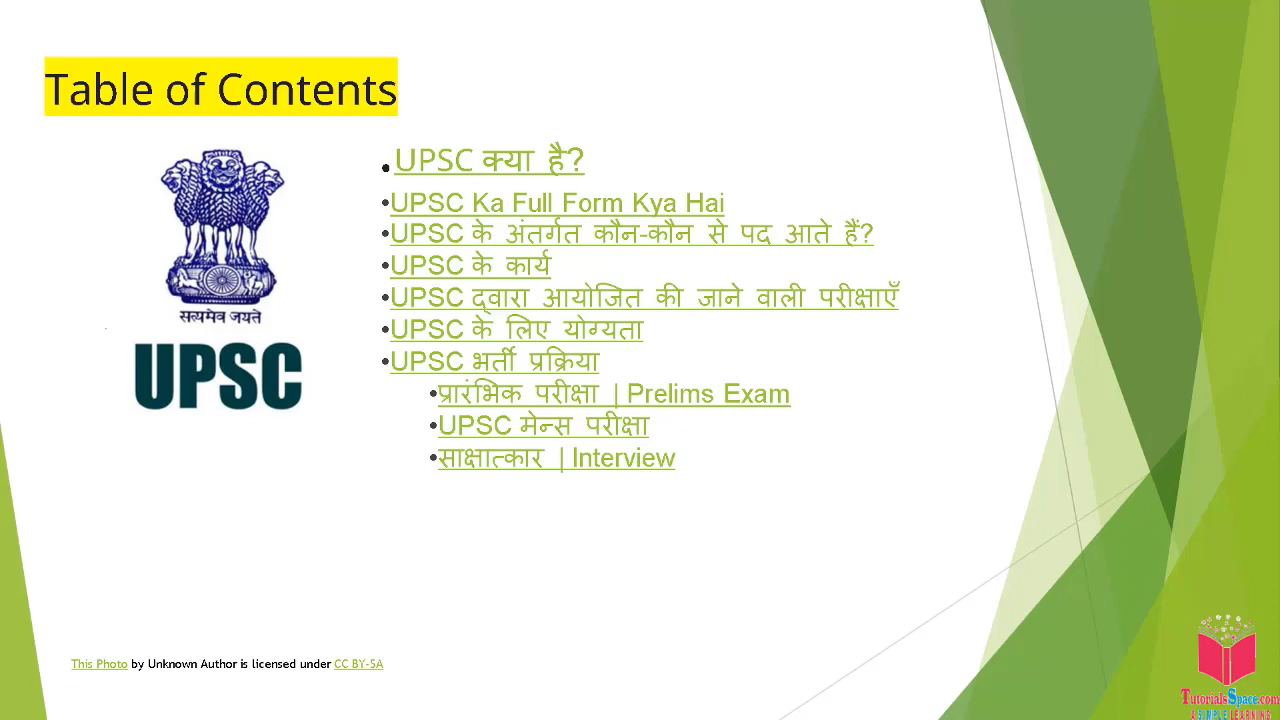 Table of Contents
सत्यमेव जयते
UPSC
•UPSC क्या है?
•UPSC Ka Full Form Kya Hai
•UPSC के अंतर्गत कौन-कौन से पद आते हैं?
•UPSC के कार्य
•UPSC द्वारा आयोजित की जाने वाली परीक्षाएँ
•UPSC के लिए योग्यता
•UPSC भर्ती प्रक्रिया
•प्रारंभिक परीक्षा | Prelims Exam
•UPSC मेन्स परीक्षा
•साक्षात्कार | Interview
This Photo by Unknown Author is licensed under CC BY-SA
TutorialsSpace.com
A SIMPLE LEARNING